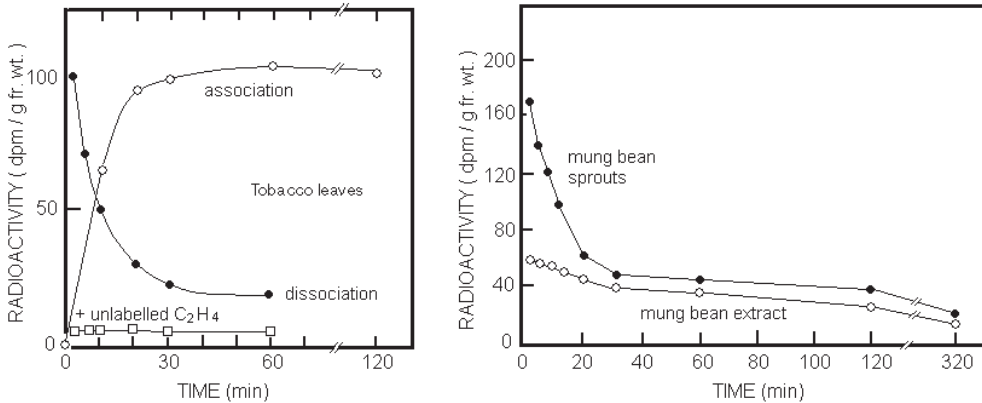 RADIOACTIVITY ( dpm / g fr. wt. )
100
50
0
association
Tobacco leaves
dissociation
+ unlabelled C₂H₄
0
30
60
90
120
TIME (min)
RADIOACTIVITY ( dpm / g fr. wt.)
200
160
120
80
40
0
mung bean
sprouts
mung bean extract
0
20
40
60
80
100
120
320
TIME (min)